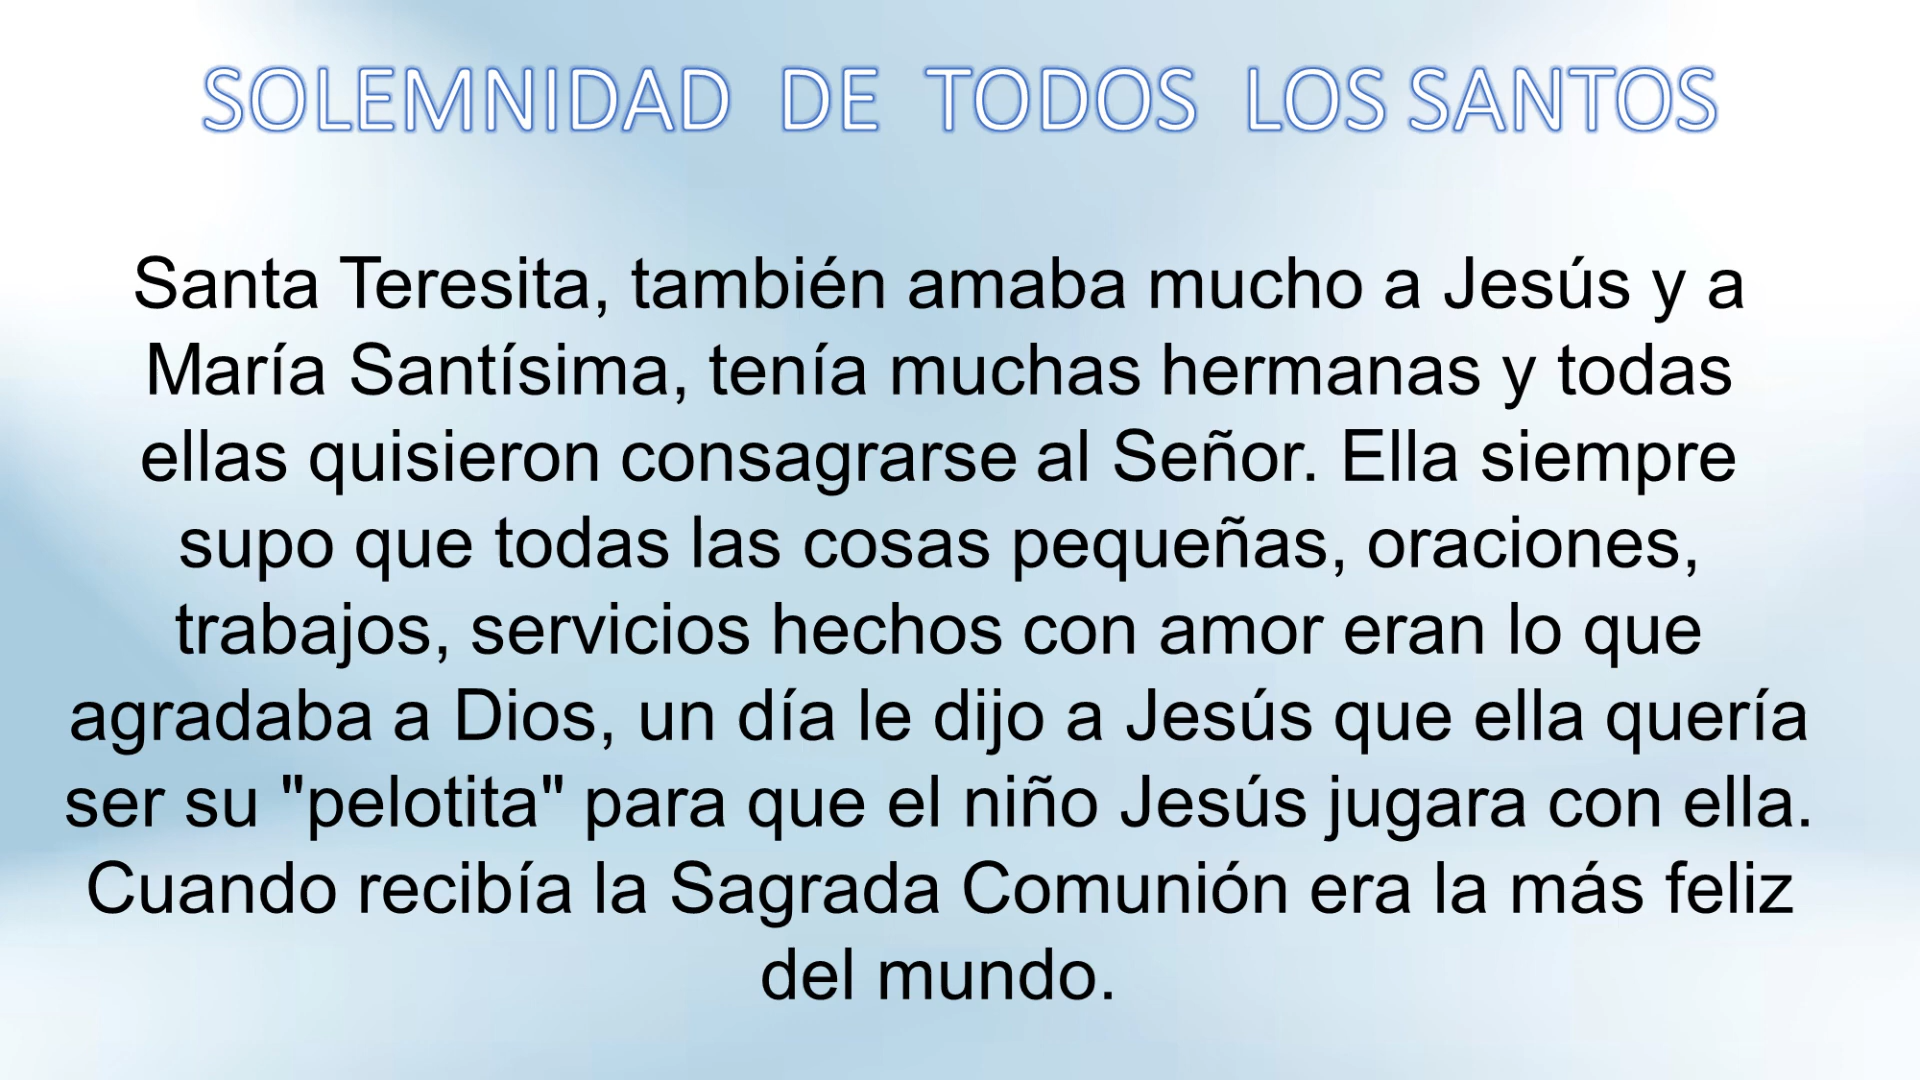 SOLEMNIDAD DE TODOS LOS SANTOS
Santa Teresita, también amaba mucho a Jesús y a
María Santísima, tenía muchas hermanas y todas
ellas quisieron consagrarse al Señor. Ella siempre
supo que todas las cosas pequeñas, oraciones,
trabajos, servicios hechos con amor eran lo que
agradaba a Dios, un día le dijo a Jesús que ella quería
ser su "pelotita" para que el niño Jesús jugara con ella.
Cuando recibía la Sagrada Comunión era la más feliz
del mundo.